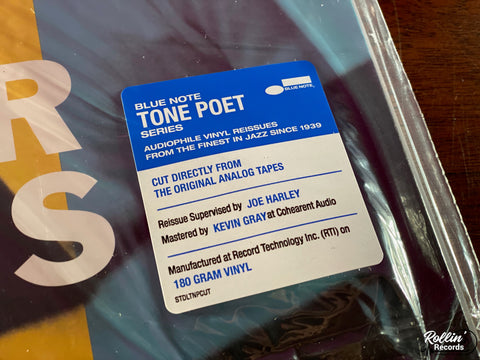 R
S
BLUE NOTE
TONE POET
SERIES
BLUE NOTE
AUDIOPHILE VINYL REISSUES
FROM THE FINEST IN JAZZ SINCE 1939
CUT DIRECTLY FROM
THE ORIGINAL ANALOG TAPES
Reissue Supervised by JOE HARLEY
Mastered by KEVIN GRAY at Cohearent Audio
Manufactured at Record Technology Inc. (RTI) on
180 GRAM VINYL
STDLTNPCUT
Rollin'
Records